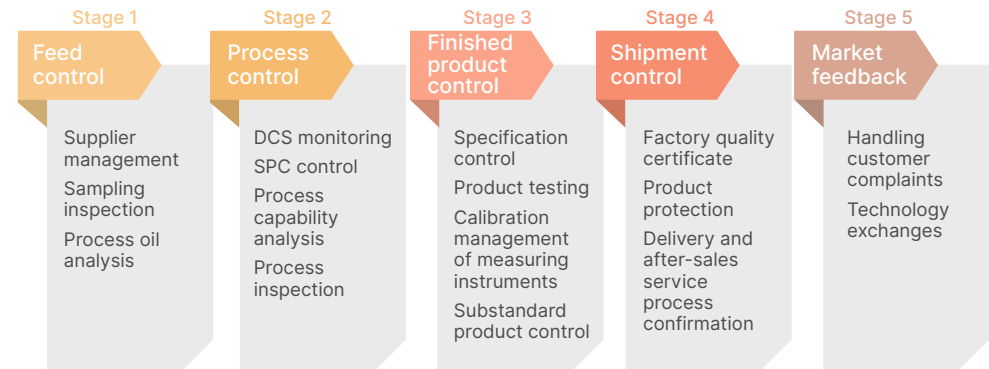 Stage 1
Feed
control
Supplier
management
Sampling
inspection
Process oil
analysis
Stage 2
Process
control
DCS monitoring
SPC control
Process
capability
analysis
Process
inspection
Stage 3
Finished
product
control
Specification
control
Product testing
Calibration
management
of measuring
instruments
Substandard
product control
Stage 4
Shipment
control
Factory quality
certificate
Product
protection
Delivery and
after-sales
service
process
confirmation
Stage 5
Market
feedback
Handling
customer
complaints
Technology
exchanges